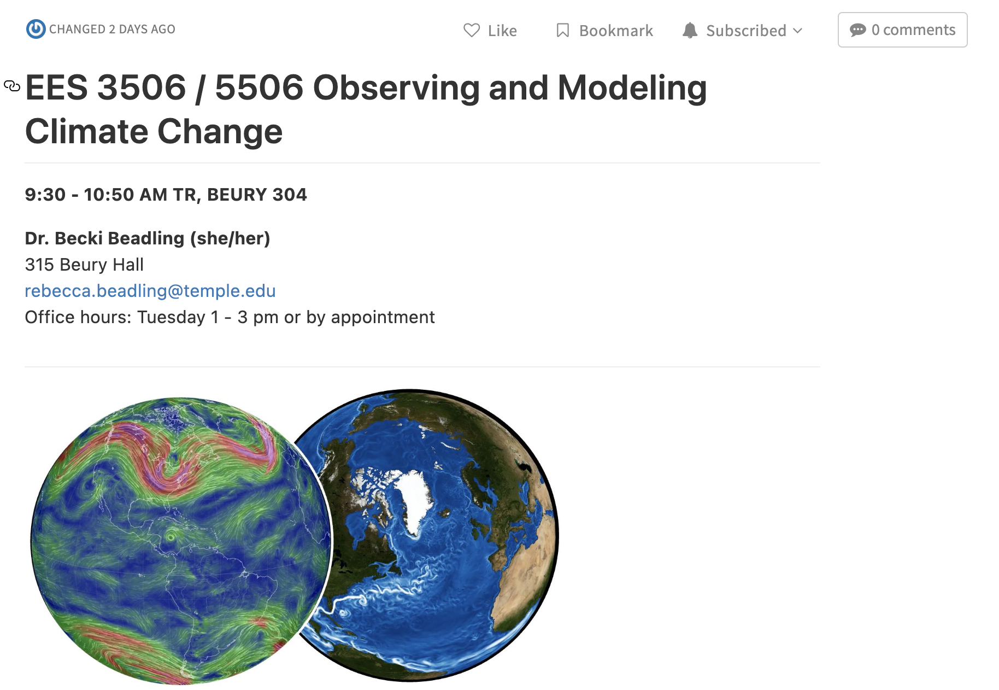 CHANGED 2 DAYS AGO
Like
Bookmark
Subscribed
0 comments
EES 3506 / 5506 Observing and Modeling
Climate Change
9:30 - 10:50 AM TR, BEURY 304
Dr. Becki Beadling (she/her)
315 Beury Hall
rebecca.beadling@temple.edu
Office hours: Tuesday 1 - 3 pm or by appointment